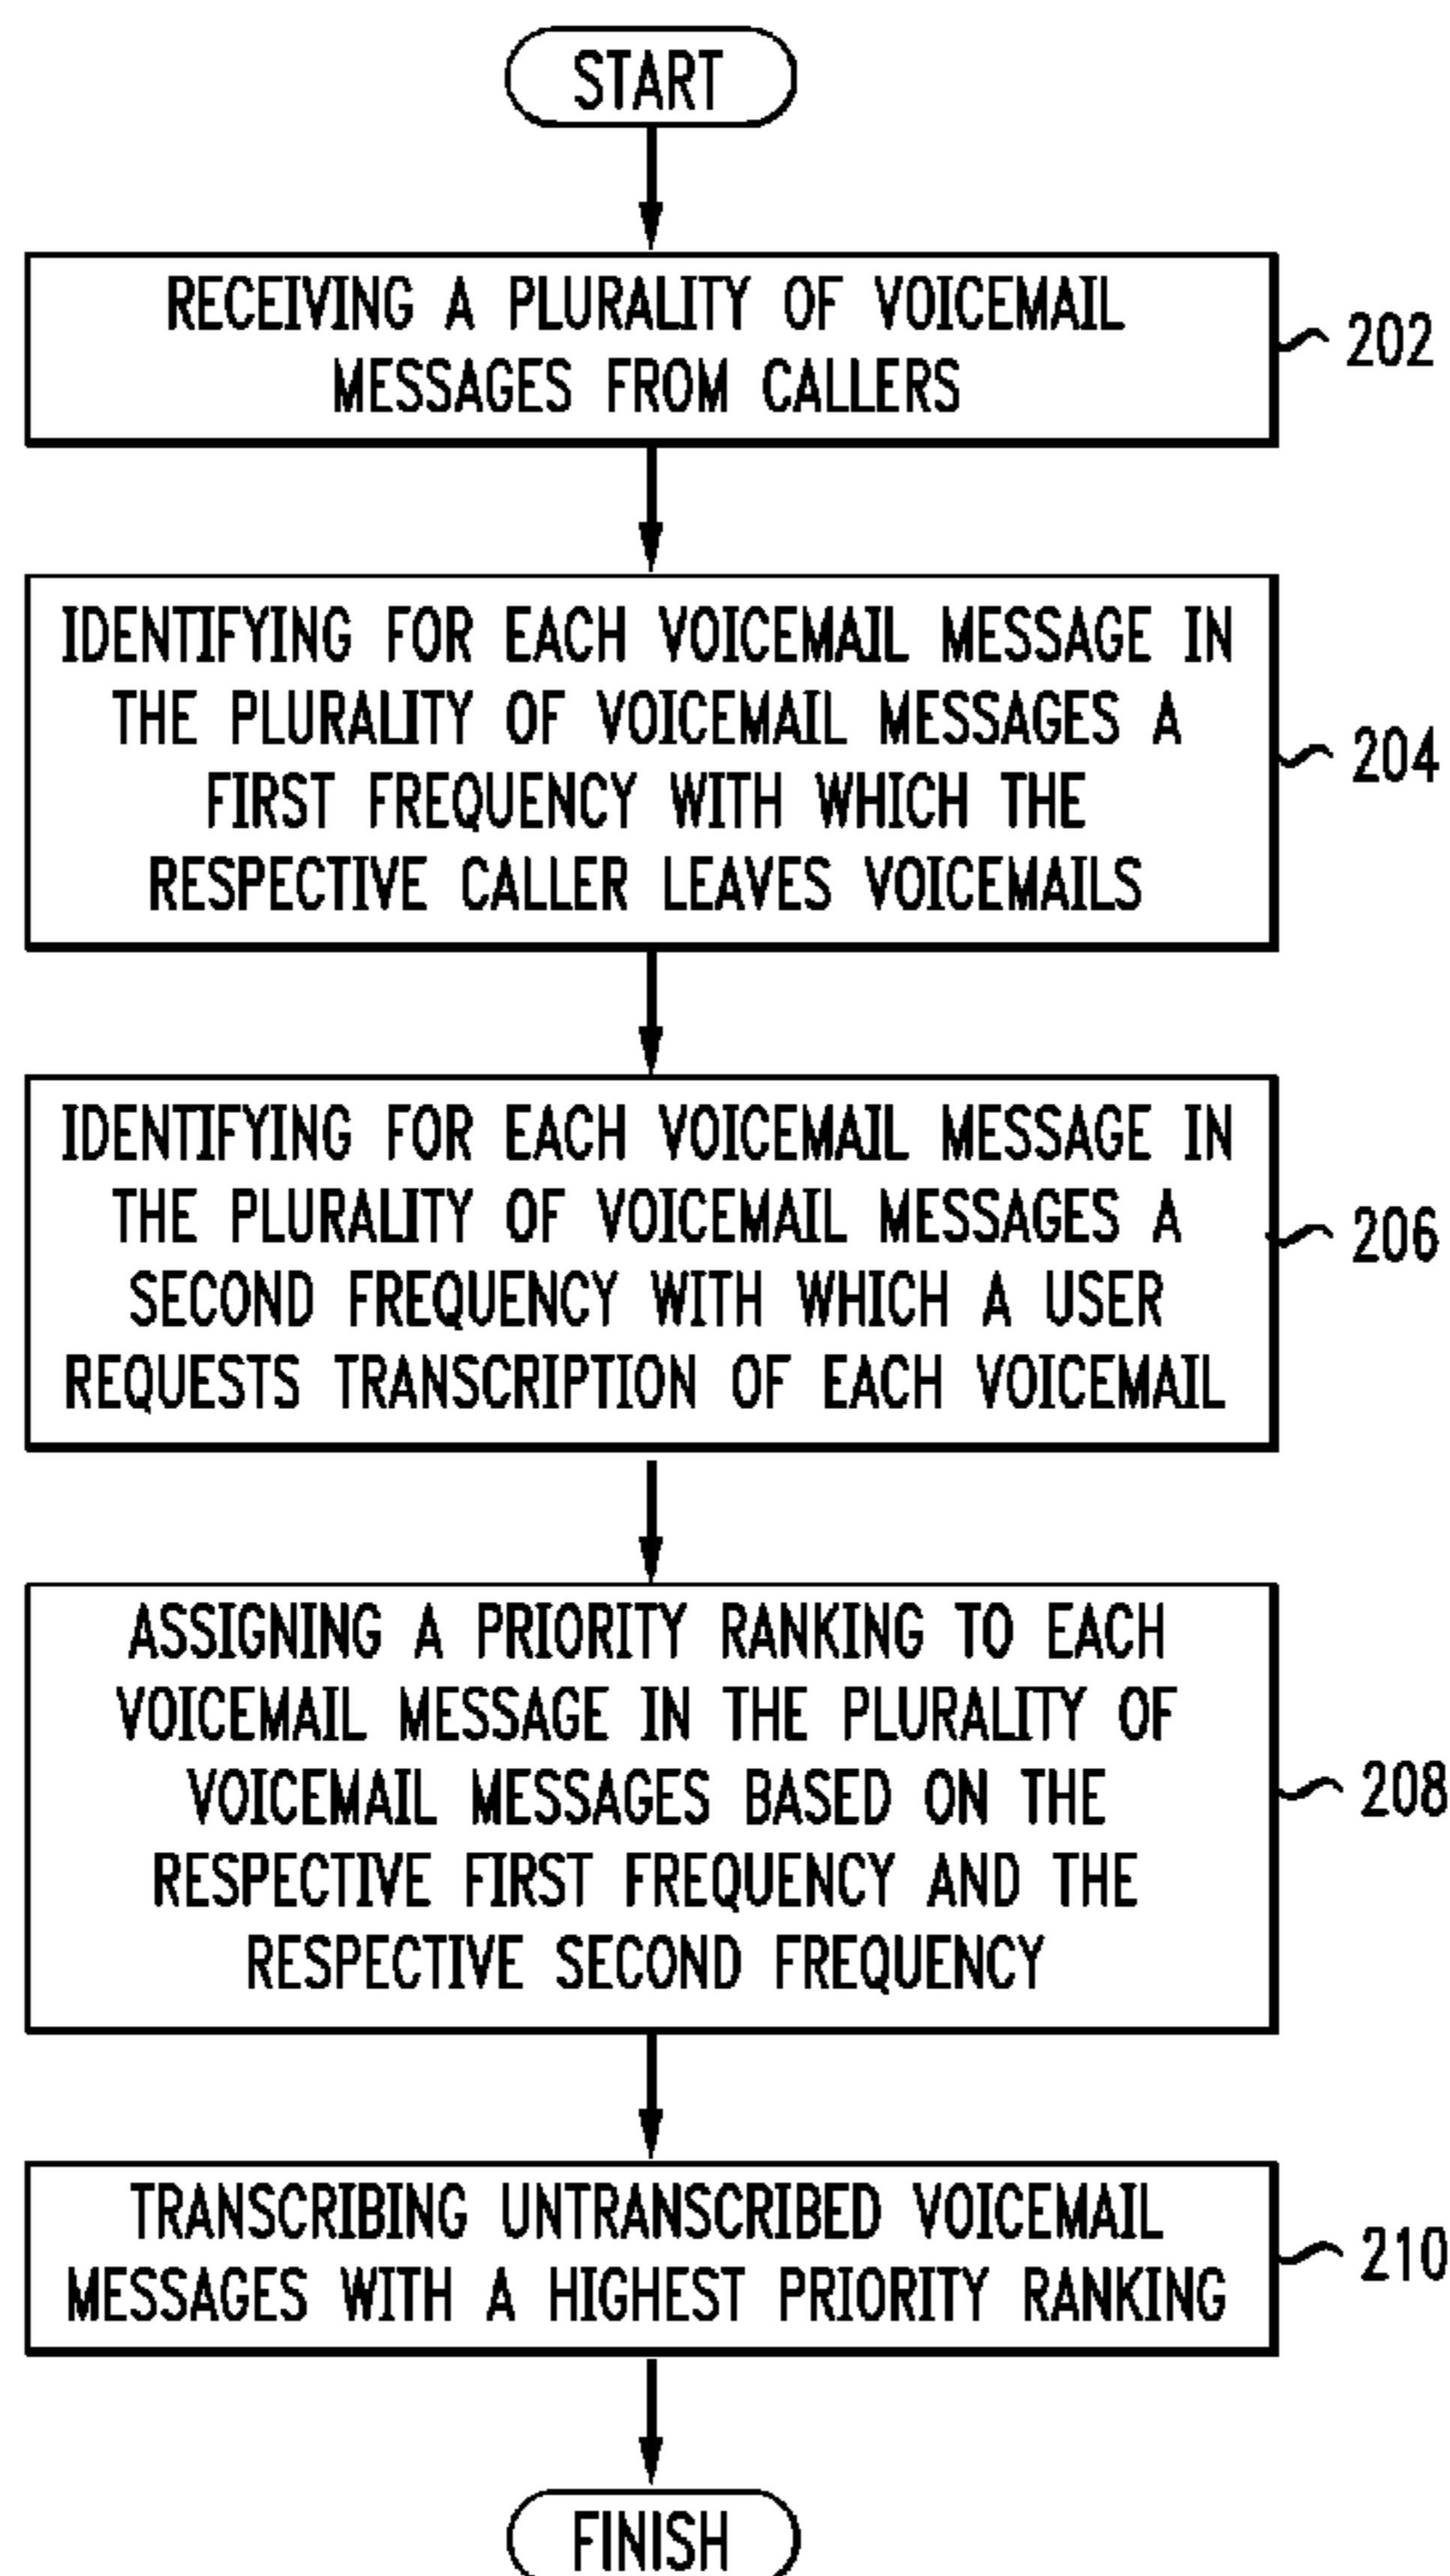 START
RECEIVING A PLURALITY OF VOICEMAIL
MESSAGES FROM CALLERS
202
IDENTIFYING FOR EACH VOICEMAIL MESSAGE IN
THE PLURALITY OF VOICEMAIL MESSAGES A
FIRST FREQUENCY WITH WHICH THE
RESPECTIVE CALLER LEAVES VOICEMAILS
204
IDENTIFYING FOR EACH VOICEMAIL MESSAGE IN
THE PLURALITY OF VOICEMAIL MESSAGES A
SECOND FREQUENCY WITH WHICH A USER
REQUESTS TRANSCRIPTION OF EACH VOICEMAIL
206
ASSIGNING A PRIORITY RANKING TO EACH
VOICEMAIL MESSAGE IN THE PLURALITY OF
VOICEMAIL MESSAGES BASED ON THE
RESPECTIVE FIRST FREQUENCY AND THE
RESPECTIVE SECOND FREQUENCY
208
TRANSCRIBING UNTRANSCRIBED VOICEMAIL
MESSAGES WITH A HIGHEST PRIORITY RANKING
210
FINISH